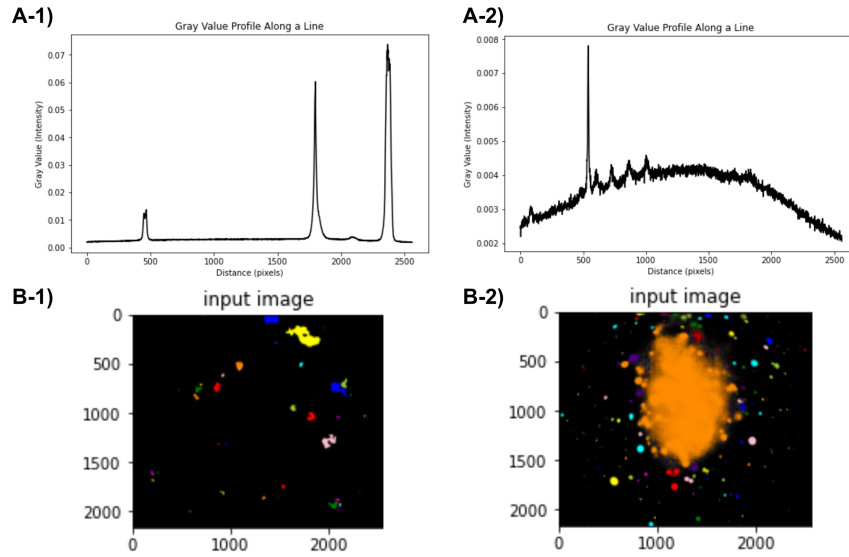 A-1)
Gray Value Profile Along a Line
Gray Value (Intensity)
0.07
0.06
0.05
0.04
0.03
0.02
0.01
0.00
0 500 1000 1500 2000 2500
Distance (pixels)
A-2)
Gray Value Profile Along a Line
Gray Value (Intensity)
0.008
0.007
0.006
0.005
0.004
0.003
0.002
0 500 1000 1500 2000 2500
Distance (pixels)
B-1)
input image
0
500
1000
1500
2000
0 1000 2000
B-2)
input image
0
500
1000
1500
2000
0 1000 2000